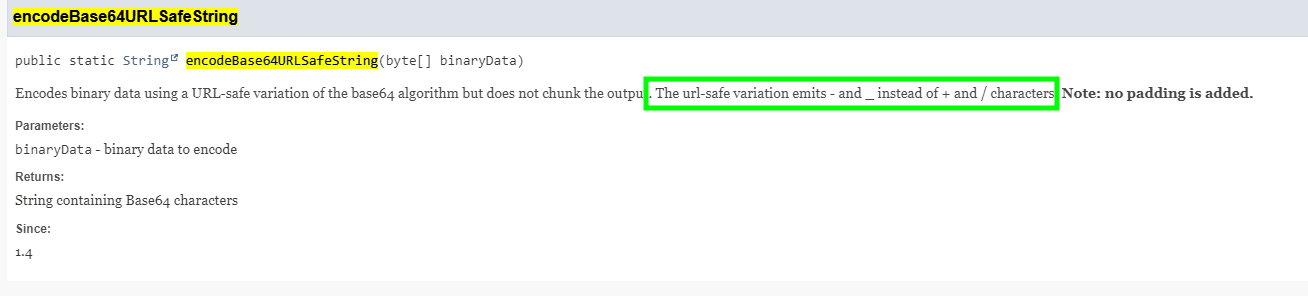 encodeBase64URLSafeString
public static String encodeBase64URLSafeString(byte[] binaryData)
Encodes binary data using a URL-safe variation of the base64 algorithm but does not chunk the output. The url-safe variation emits - and _ instead of + and / characters. Note: no padding is added.
Parameters:
binaryData - binary data to encode
Returns:
String containing Base64 characters
Since:
1.4